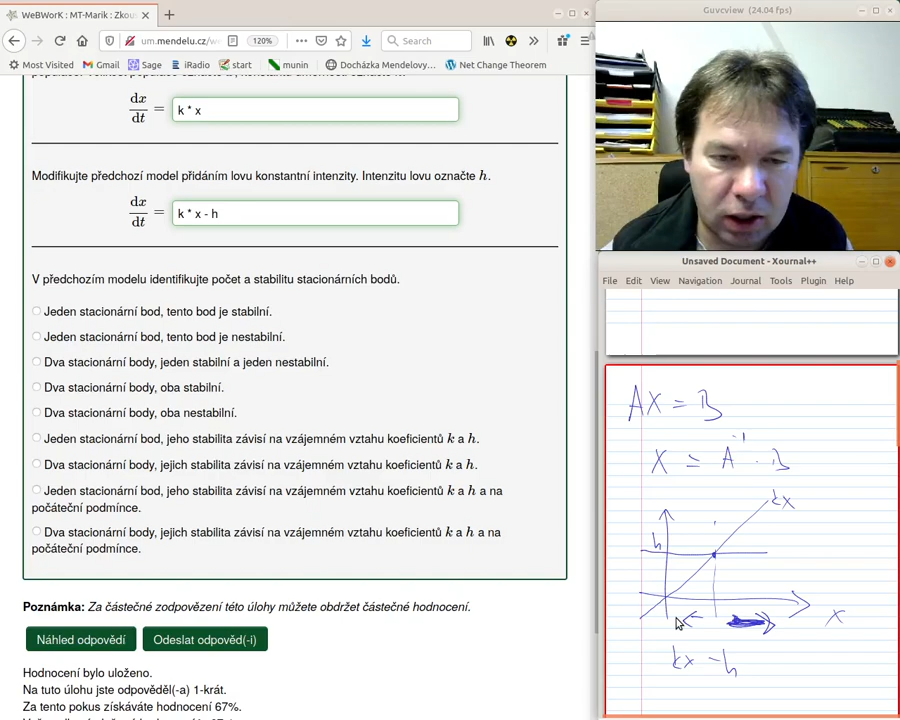 WeBWorK : MT-Marik : Zkou
Guvcview (24.04 fps)
um.mendelu.cz/w
120%
Search
Most Visited
Gmail
Sage
iRadio
start
munin
Docházka Mendelovy...
Net Change Theorem
dx/dt =
k * x
Modifikujte předchozí model přidáním lovu konstantní intenzity. Intenzitu lovu označte h.
dx/dt =
k * x - h
V předchozím modelu identifikujte počet a stabilitu stacionárních bodů.
Jeden stacionární bod, tento bod je stabilní.
Jeden stacionární bod, tento bod je nestabilní.
Dva stacionární body, jeden stabilní a jeden nestabilní.
Dva stacionární body, oba stabilní.
Dva stacionární body, oba nestabilní.
Jeden stacionární bod, jeho stabilita závisí na vzájemném vztahu koeficientů k a h.
Dva stacionární body, jejich stabilita závisí na vzájemném vztahu koeficientů k a h.
Jeden stacionární bod, jeho stabilita závisí na vzájemném vztahu koeficientů k a h a na
počáteční podmínce.
Dva stacionární body, jejich stabilita závisí na vzájemném vztahu koeficientů k a h a na
počáteční podmínce.
Poznámka: Za částečné zodpovězení této úlohy můžete obdržet částečné hodnocení.
Náhled odpovědí
Odeslat odpověď(-i)
Hodnocení bylo uloženo.
Na tuto úlohu jste odpověděl(-a) 1-krát.
Za tento pokus získáváte hodnocení 67%.
Unsaved Document - Xournal++
File Edit View Navigation Journal Tools Plugin Help
AX = B
X = A⁻¹ · B
kx
h
x
kx - h